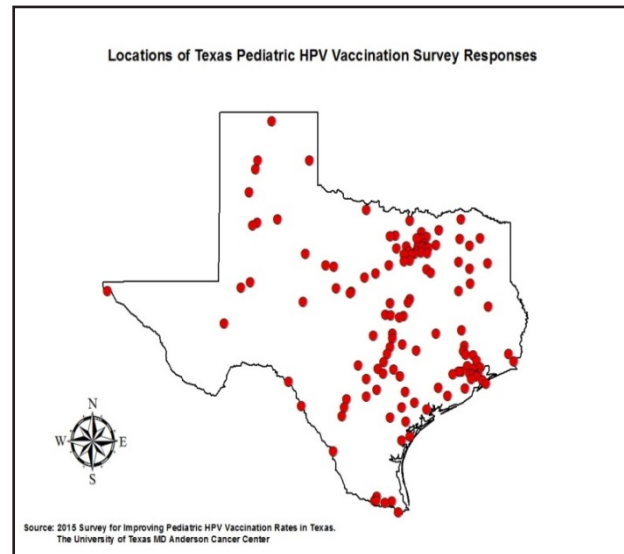 Locations of Texas Pediatric HPV Vaccination Survey Responses
N
W E
S
Source: 2015 Survey for Improving Pediatric HPV Vaccination Rates in Texas.
The University of Texas MD Anderson Cancer Center